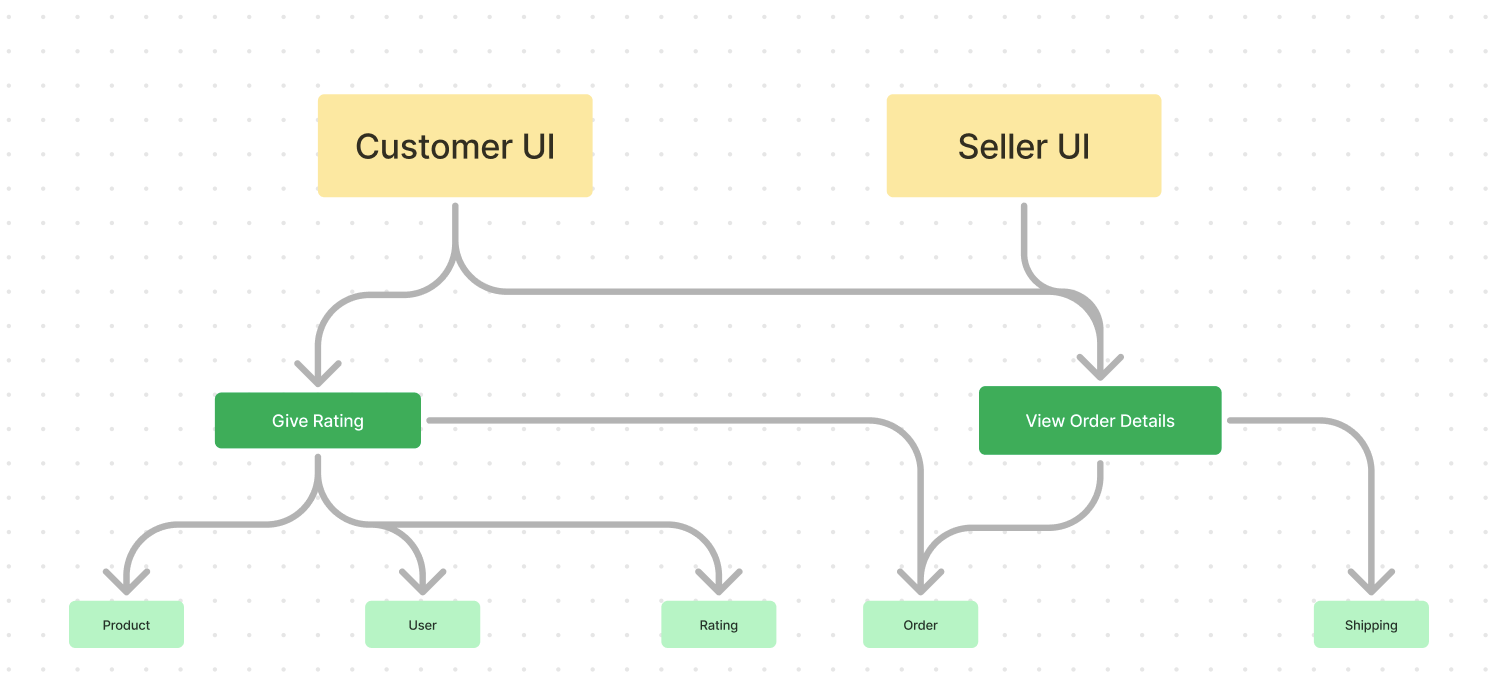 Customer UI
Seller UI
Give Rating
View Order Details
Product
User
Rating
Order
Shipping